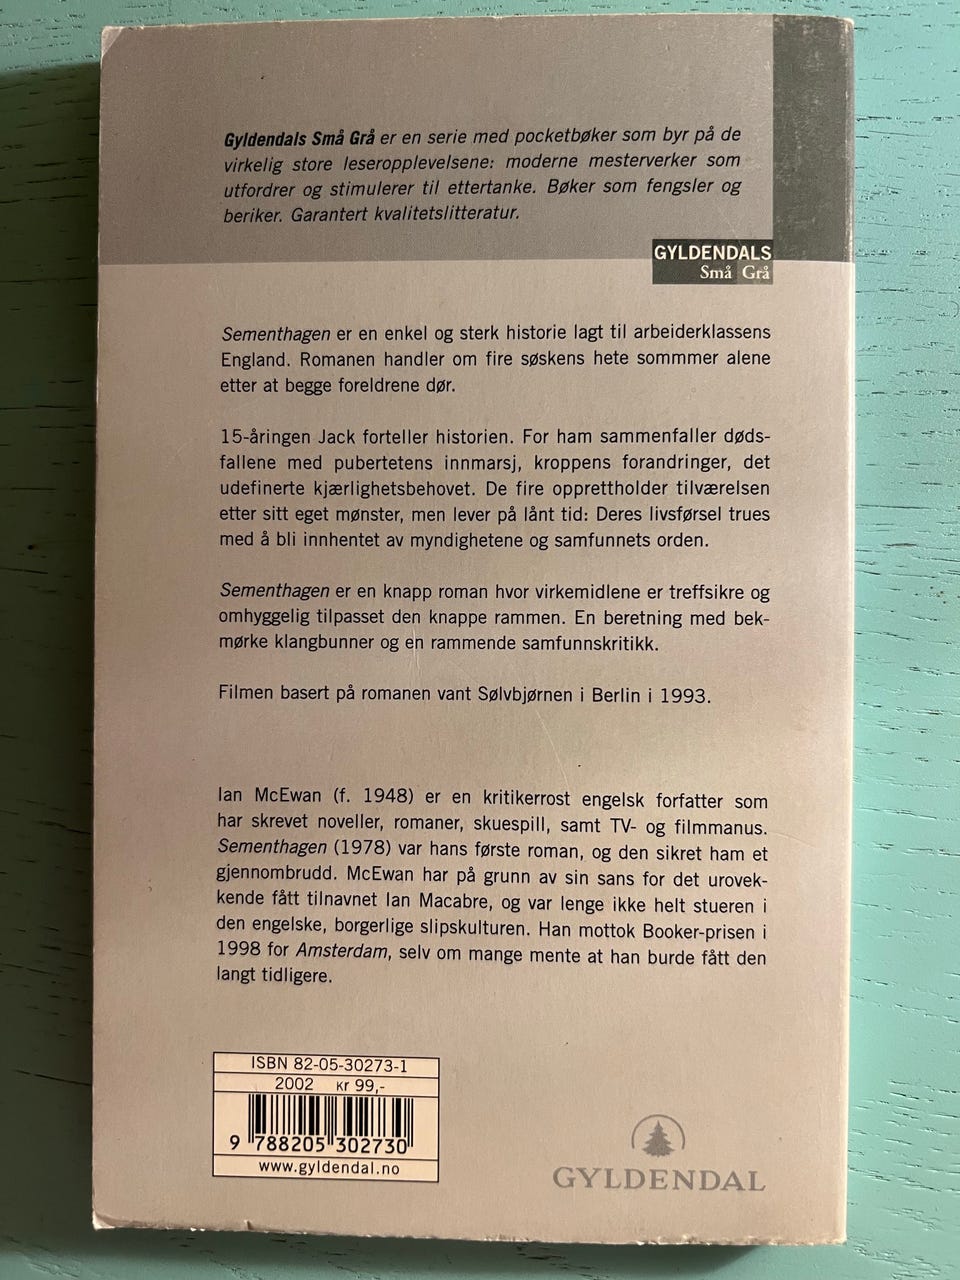 Gyldendals Små Grå er en serie med pocketbøker som byr på de
virkelig store leseropplevelsene: moderne mesterverker som
utfordrer og stimulerer til ettertanke. Bøker som fengsler og
beriker. Garantert kvalitetslitteratur.
GYLDENDALS
Små Grå
Sementhagen er en enkel og sterk historie lagt til arbeiderklassens
England. Romanen handler om fire søskens hete sommmer alene
etter at begge foreldrene dør.
15-åringen Jack forteller historien. For ham sammenfaller døds-
fallene med pubertetens innmarsj, kroppens forandringer, det
udefinerte kjærlighetsbehovet. De fire opprettholder tilværelsen
etter sitt eget mønster, men lever på lånt tid: Deres livsførsel trues
med å bli innhentet av myndighetene og samfunnets orden.
Sementhagen er en knapp roman hvor virkemidlene er treffsikre og
omhyggelig tilpasset den knappe rammen. En beretning med bek-
mørke klangbunner og en rammende samfunnskritikk.
Filmen basert på romanen vant Sølvbjørnen i Berlin i 1993.
Ian McEwan (f. 1948) er en kritikerrost engelsk forfatter som
har skrevet noveller, romaner, skuespill, samt TV- og filmmanus.
Sementhagen (1978) var hans første roman, og den sikret ham et
gjennombrudd. McEwan har på grunn av sin sans for det urovek-
kende fått tilnavnet Ian Macabre, og var lenge ikke helt stueren i
den engelske, borgerlige slipskulturen. Han mottok Booker-prisen i
1998 for Amsterdam, selv om mange mente at han burde fått den
langt tidligere.
ISBN 82-05-30273-1
2002 kr 99,-
9 788205 302730
www.gyldendal.no
GYLDENDAL